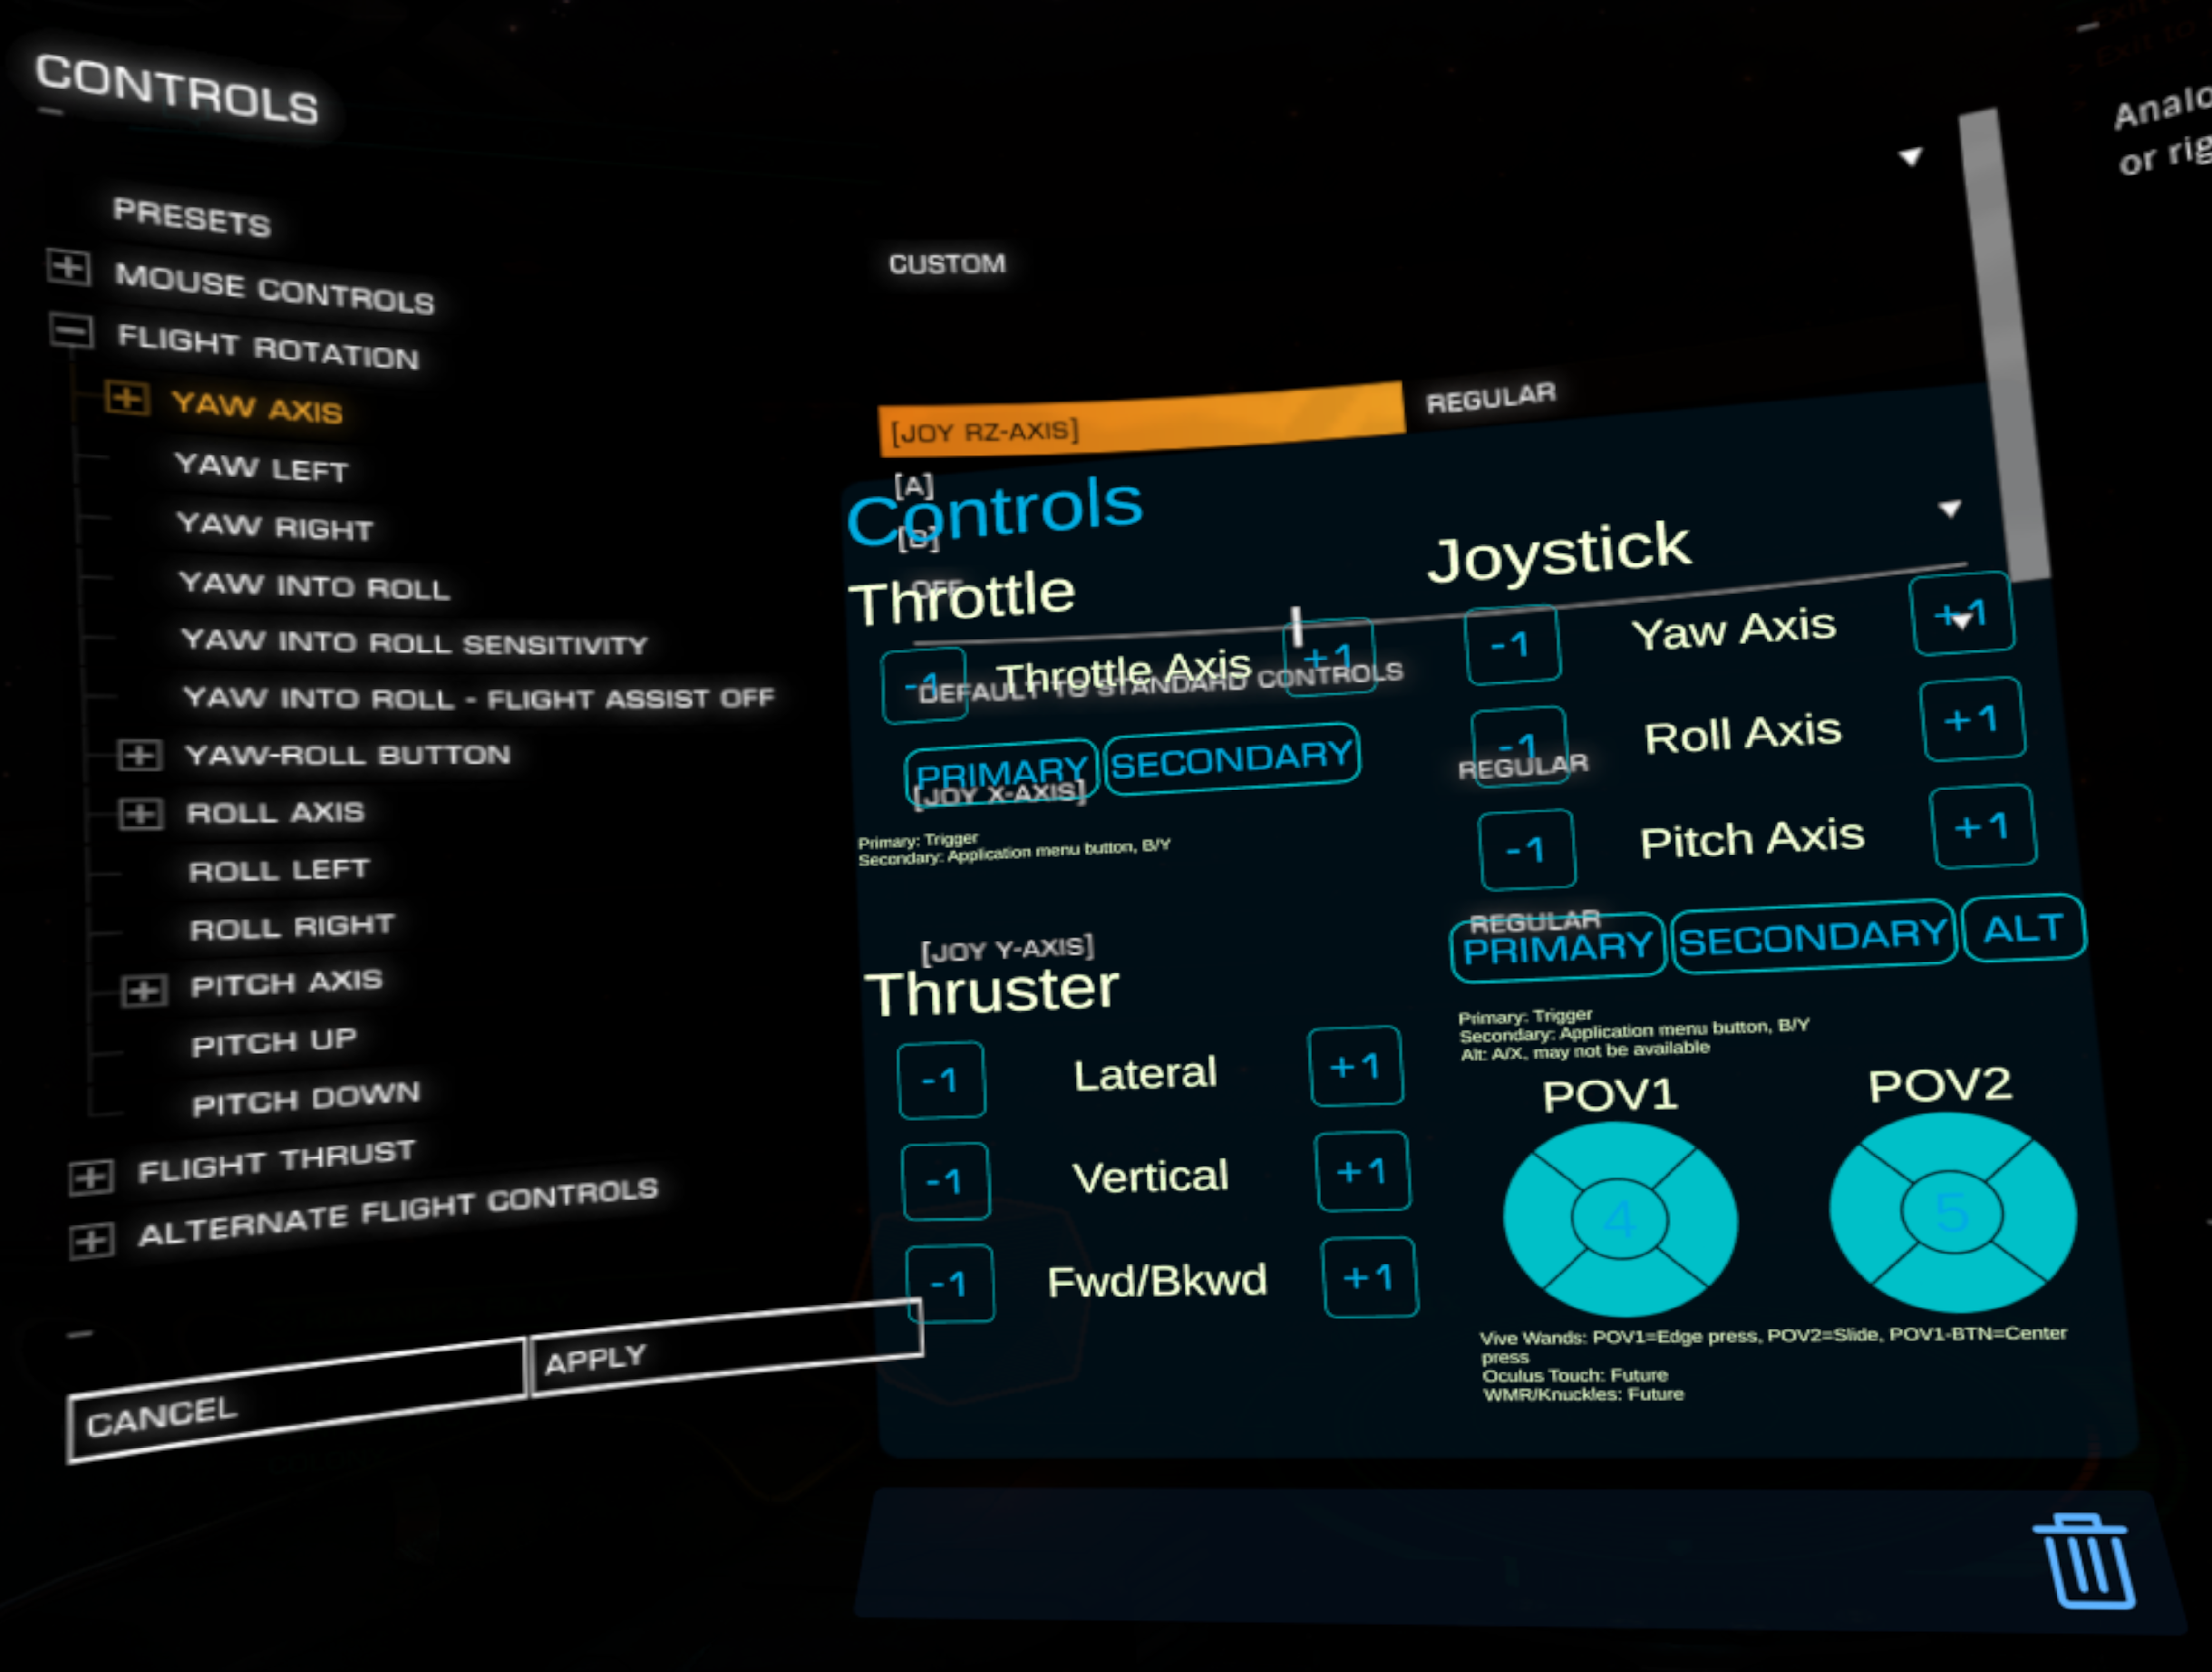 CONTROLS
PRESETS
MOUSE CONTROLS
FLIGHT ROTATION
YAW AXIS
YAW LEFT
YAW RIGHT
YAW INTO ROLL
YAW INTO ROLL SENSITIVITY
YAW INTO ROLL - FLIGHT ASSIST OFF
YAW-ROLL BUTTON
ROLL AXIS
ROLL LEFT
ROLL RIGHT
PITCH AXIS
PITCH UP
PITCH DOWN
FLIGHT THRUST
ALTERNATE FLIGHT CONTROLS
CANCEL
APPLY
CUSTOM
[JOY RZ-AXIS]
REGULAR
[A]
[D]
OFF
DEFAULT TO STANDARD CONTROLS
[JOY X-AXIS]
REGULAR
[JOY Y-AXIS]
REGULAR
Controls
Throttle
-1 Throttle Axis +1
PRIMARY SECONDARY
Primary: Trigger
Secondary: Application menu button, B/Y
Thruster
-1 Lateral +1
-1 Vertical +1
-1 Fwd/Bkwd +1
Joystick
-1 Yaw Axis +1
-1 Roll Axis +1
-1 Pitch Axis +1
PRIMARY SECONDARY ALT
Primary: Trigger
Secondary: Application menu button, B/Y
Alt: A/X, may not be available
POV1 POV2
4 5
Vive Wands: POV1=Edge press, POV2=Slide, POV1-BTN=Center
press
Oculus Touch: Future
WMR/Knuckles: Future
> Exit to
or